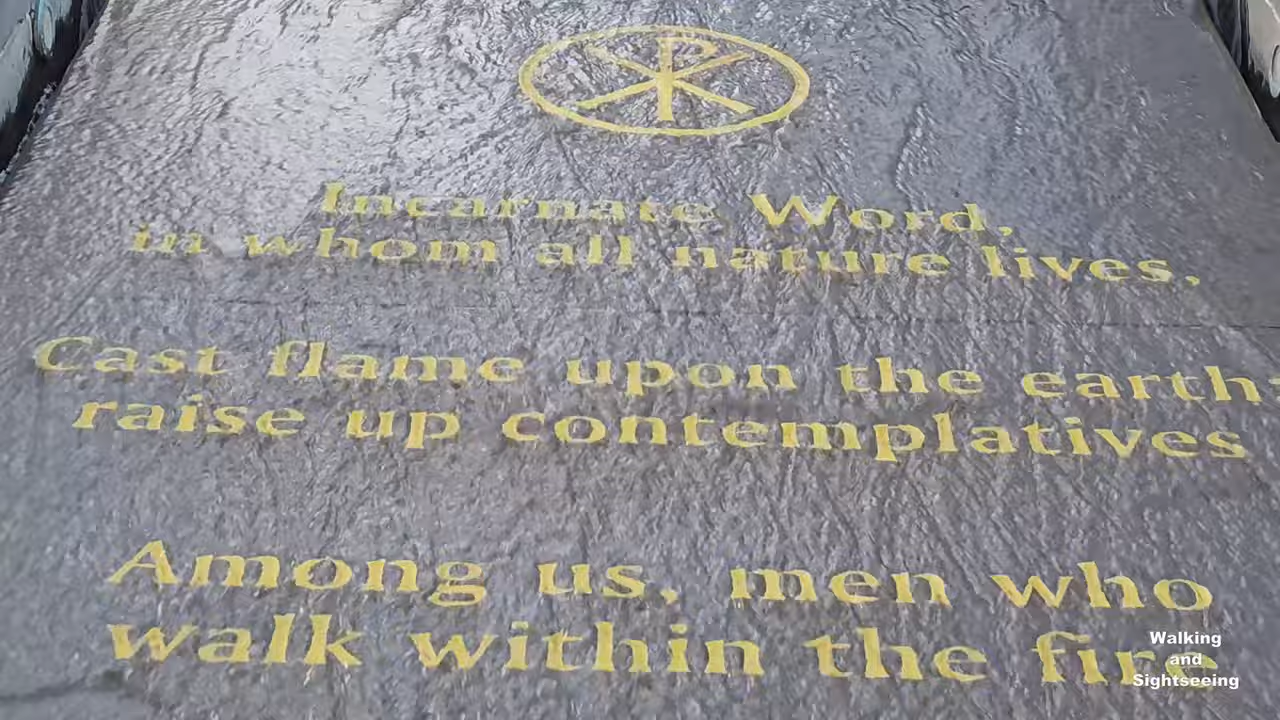 Incarnate Word,
in whom all nature lives,
Cast flame upon the earth:
raise up contemplatives
Among us, men who
walk within the fire
Walking
and
Sightseeing